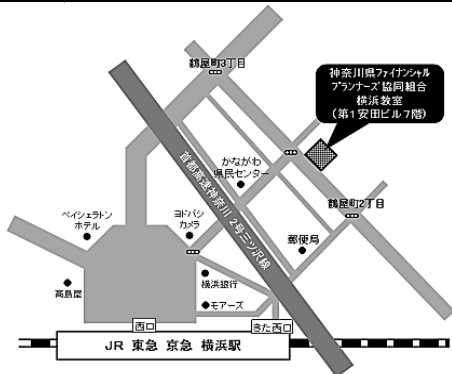 鶴屋町3丁目
神奈川県ファイナンシャル
プランナーズ協同組合
横浜教室
(第1安田ビル7階)
かながわ
県民センター
首都高速神奈川2号三ツ沢線
鶴屋町2丁目
ベイシェラトン
ホテル
ヨドバシ
カメラ
郵便局
高島屋
横浜銀行
モアーズ
西口
きた西口
JR 東急 京急 横浜駅